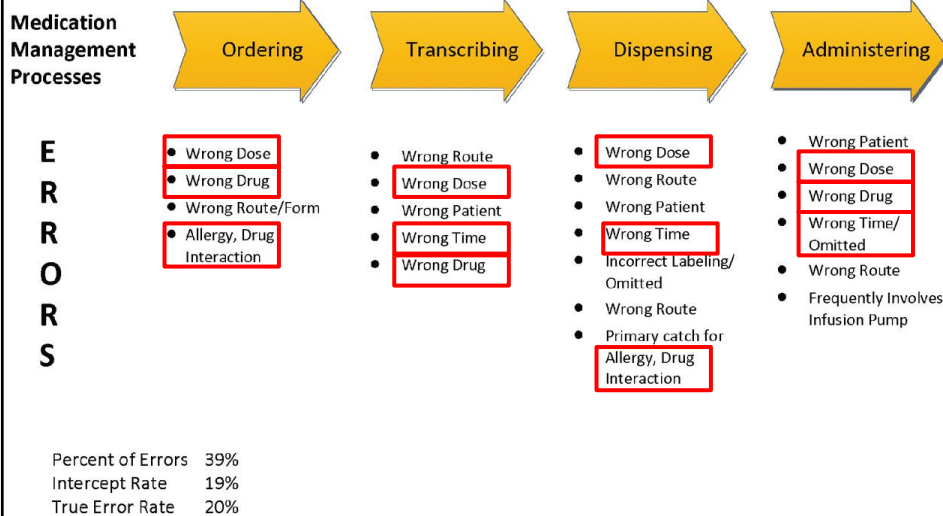 Medication
Management
Processes
Ordering
Transcribing
Dispensing
Administering
E
R
R
O
R
S
Wrong Dose
Wrong Drug
Wrong Route/Form
Allergy, Drug
Interaction
Wrong Route
Wrong Dose
Wrong Patient
Wrong Time
Wrong Drug
Wrong Dose
Wrong Route
Wrong Patient
Wrong Time
Incorrect Labeling/
Omitted
Wrong Route
Primary catch for
Allergy, Drug
Interaction
Wrong Patient
Wrong Dose
Wrong Drug
Wrong Time/
Omitted
Wrong Route
Frequently Involves
Infusion Pump
Percent of Errors 39%
Intercept Rate 19%
True Error Rate 20%